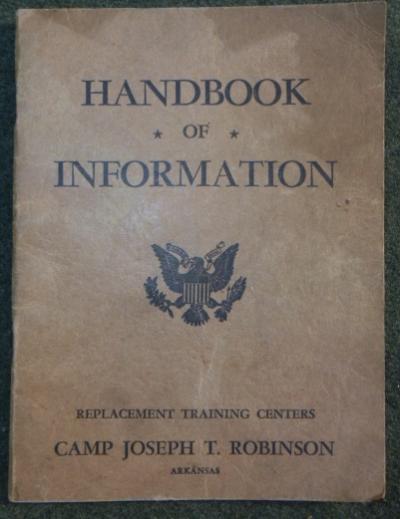 HANDBOOK
★ OF ★
INFORMATION
REPLACEMENT TRAINING CENTERS
CAMP JOSEPH T. ROBINSON
ARKANSAS